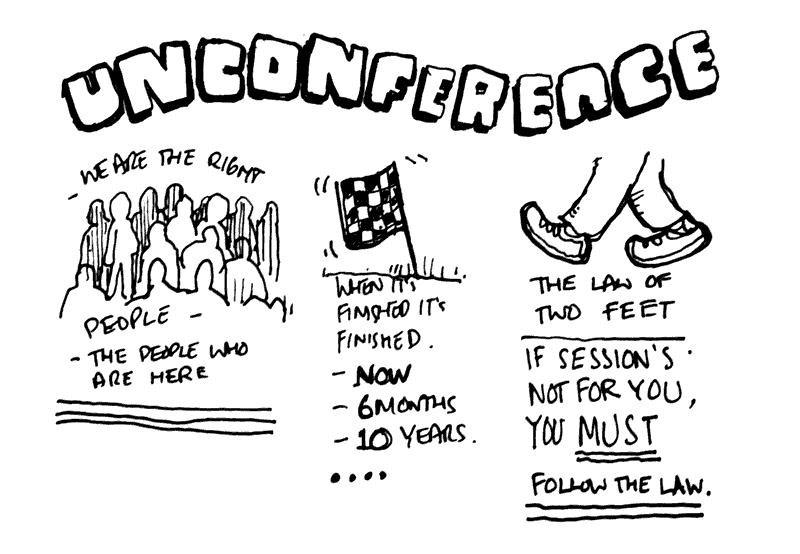 UNCONFERENCE
- WE ARE THE RIGHT
PEOPLE -
- THE PEOPLE WHO
ARE HERE
WHEN IT'S
FINISHED IT'S
FINISHED.
- NOW
- 6 MONTHS
- 10 YEARS.
....
THE LAW OF
TWO FEET
IF SESSION'S
NOT FOR YOU,
YOU MUST
FOLLOW THE LAW.